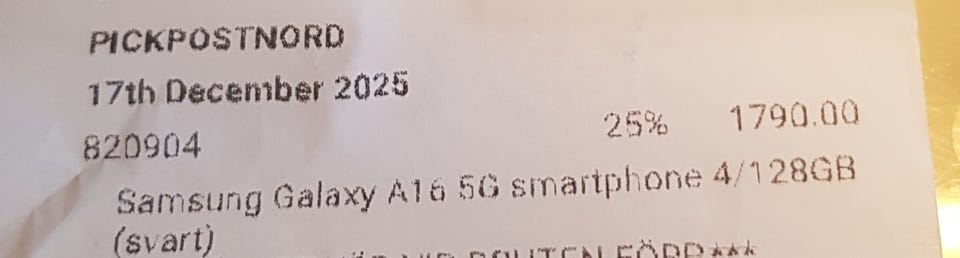 PICKPOSTNORD
17th December 2025
820904 25% 1790.00
Samsung Galaxy A16 5G smartphone 4/128GB
(svart)